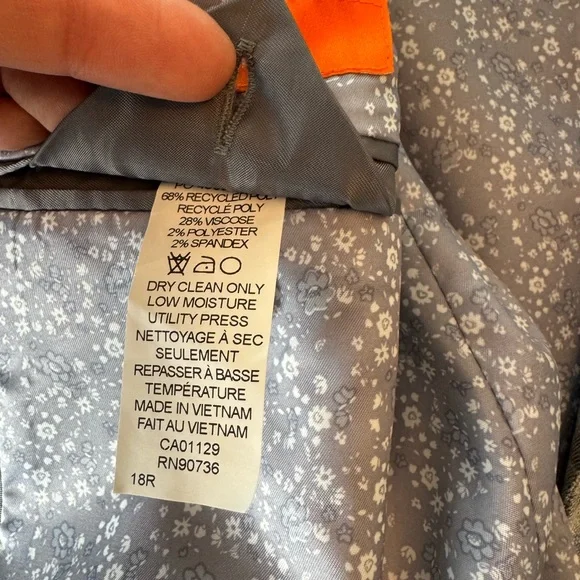 68% RECYCLED POLY
RECYCLÉ POLY
28% VISCOSE
2% POLYESTER
2% SPANDEX
DRY CLEAN ONLY
LOW MOISTURE
UTILITY PRESS
NETTOYAGE À SEC
SEULEMENT
REPASSER À BASSE
TEMPÉRATURE
MADE IN VIETNAM
FAIT AU VIETNAM
CA01129
RN90736
18R